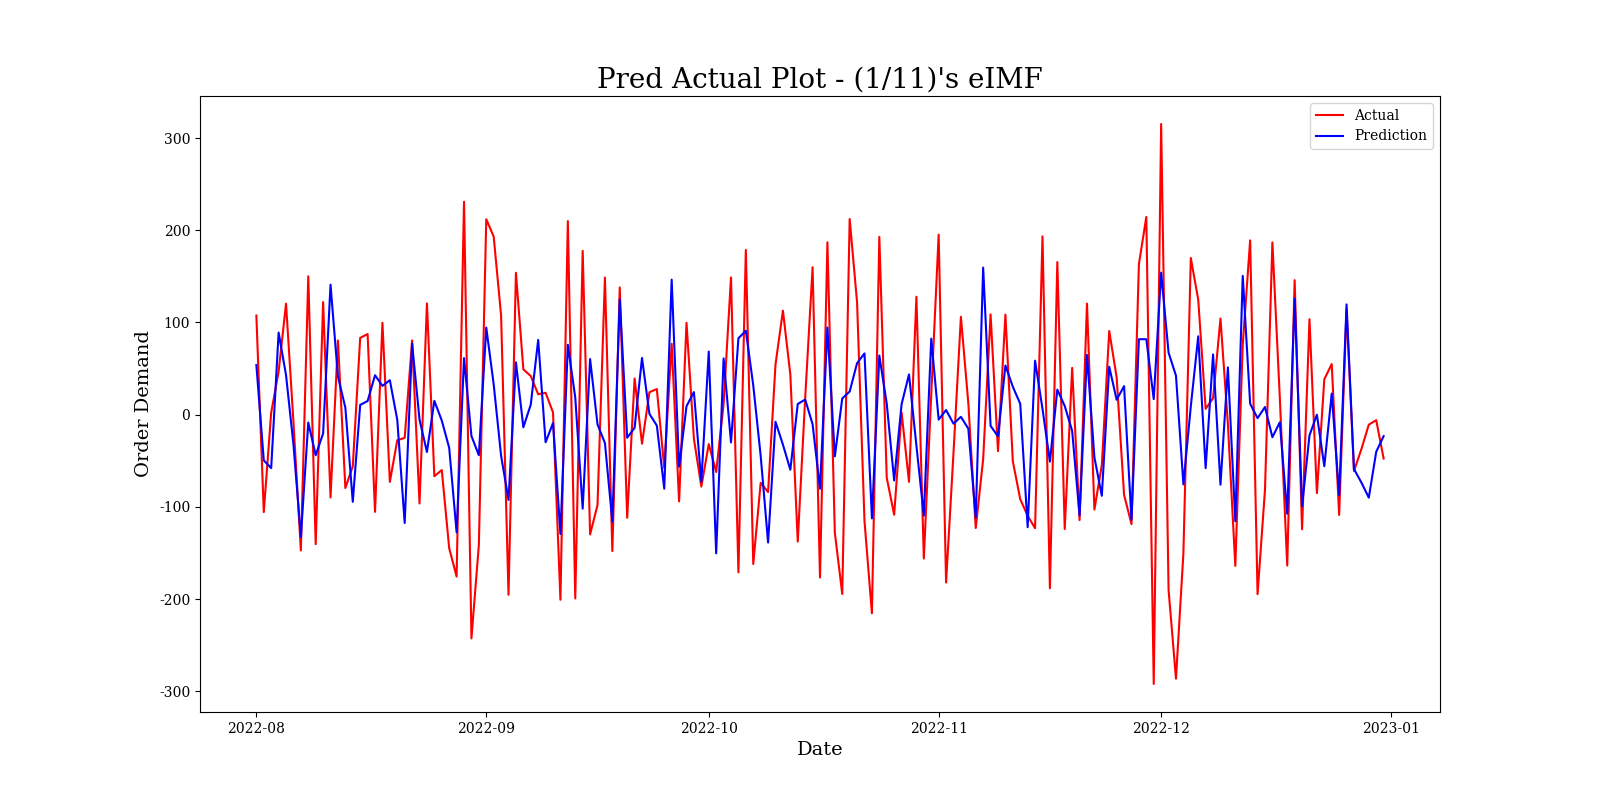 Pred Actual Plot - (1/11)'s eIMF
Actual
Prediction
Order Demand
300
200
100
0
-100
-200
-300
2022-08
2022-09
2022-10
2022-11
2022-12
2023-01
Date